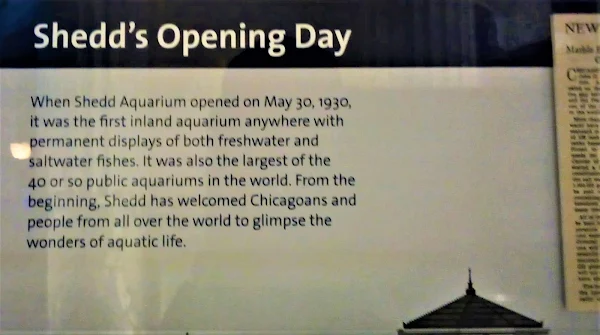 Shedd's Opening Day
When Shedd Aquarium opened on May 30, 1930,
it was the first inland aquarium anywhere with
permanent displays of both freshwater and
saltwater fishes. It was also the largest of the
40 or so public aquariums in the world. From the
beginning, Shedd has welcomed Chicagoans and
people from all over the world to glimpse the
wonders of aquatic life.
NEW
Marble